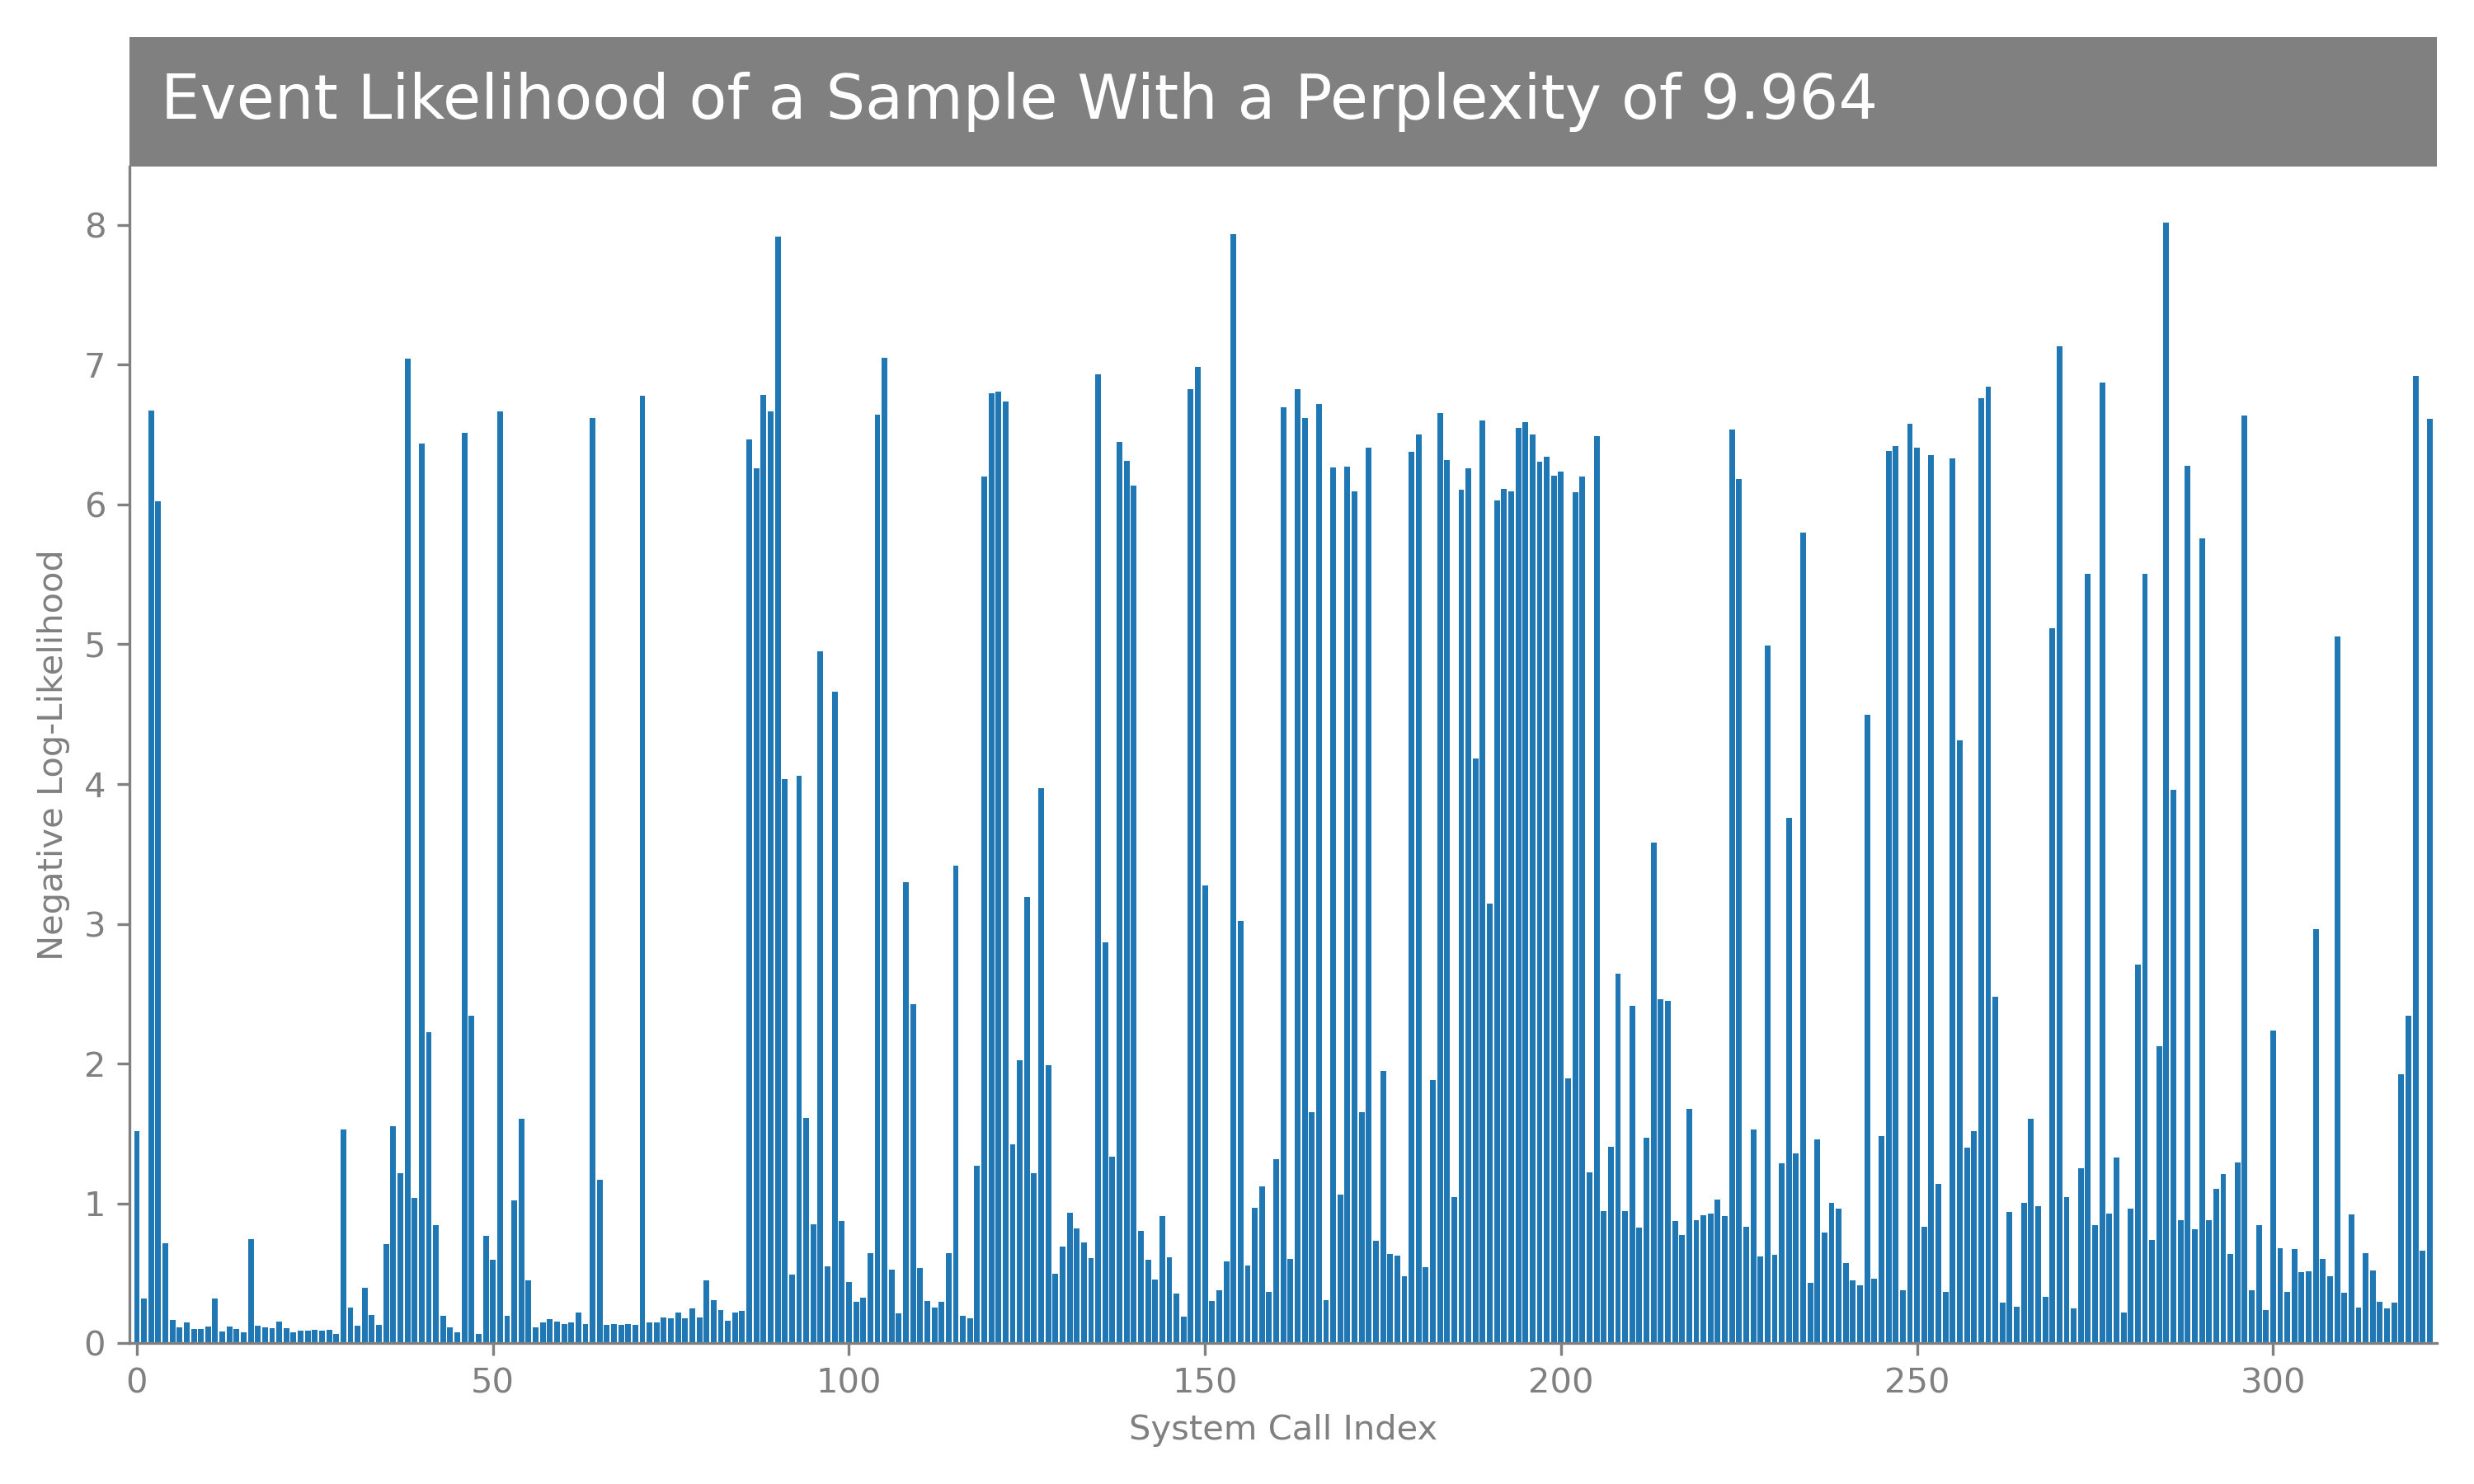 Event Likelihood of a Sample With a Perplexity of 9.964
8
7
6
5
4
3
2
1
0
Negative Log-Likelihood
0 50 100 150 200 250 300
System Call Index